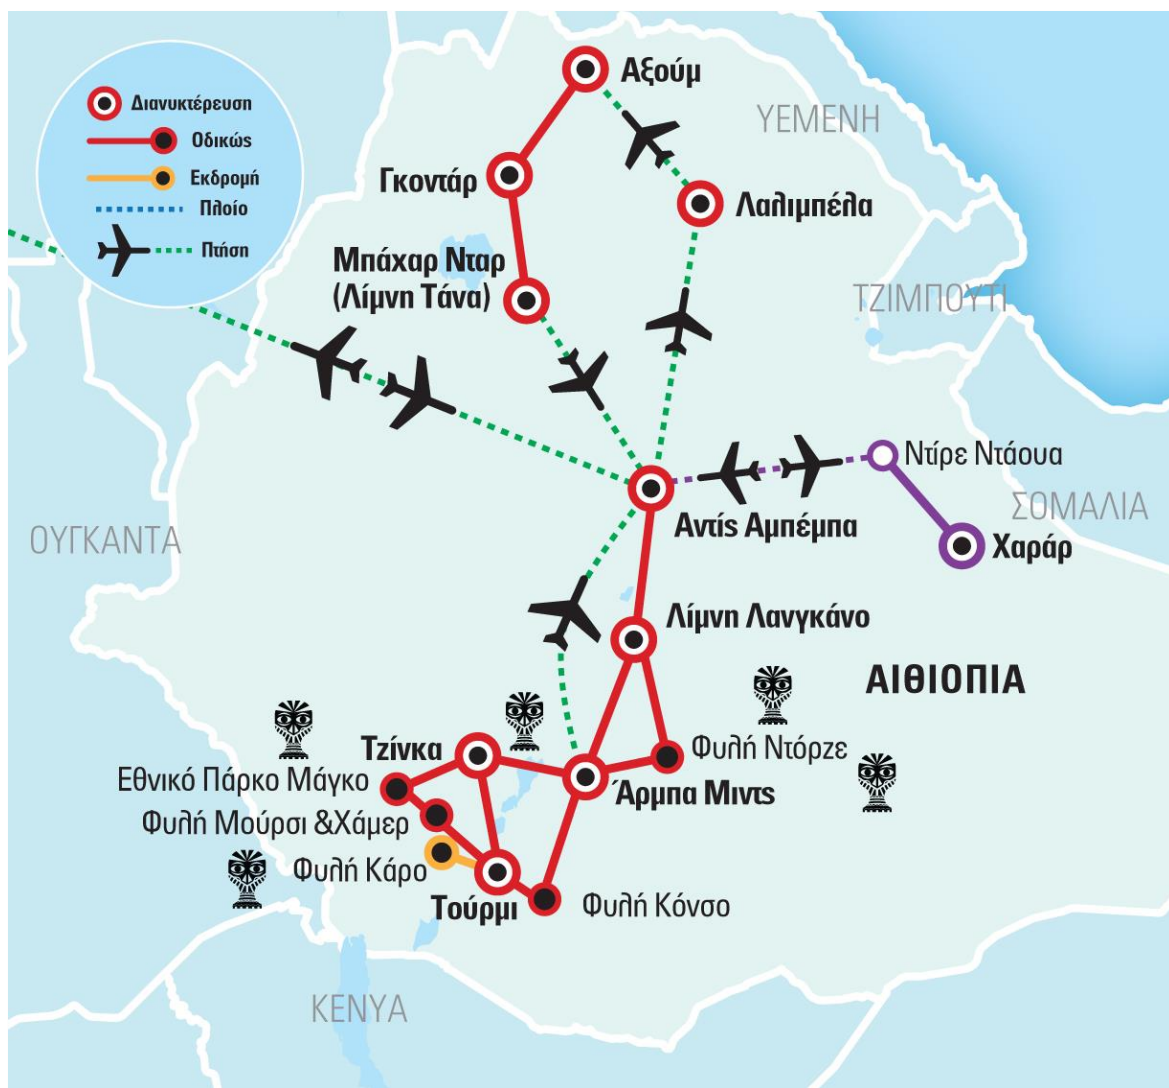 Διανυκτέρευση
Οδικώς
Εκδρομή
Πλοίο
Πτήση
Αξούμ
ΥΕΜΕΝΗ
Γκοντάρ
Λαλιμπέλα
Μπάχαρ Νταρ
(Λίμνη Τάνα)
ΤΖΙΜΠΟΥΤΙ
Ντίρε Ντάουα
ΣΟΜΑΛΙΑ
Αντίς Αμπέμπα
ΟΥΓΚΑΝΤΑ
Χαράρ
Λίμνη Λανγκάνο
ΑΙΘΙΟΠΙΑ
Τζίνκα
Φυλή Ντόρζε
Εθνικό Πάρκο Μάγκο
Άρμπα Μιντς
Φυλή Μούρσι &Χάμερ
Φυλή Κάρο
Τούρμι
Φυλή Κόνσο
ΚΕΝΥΑ